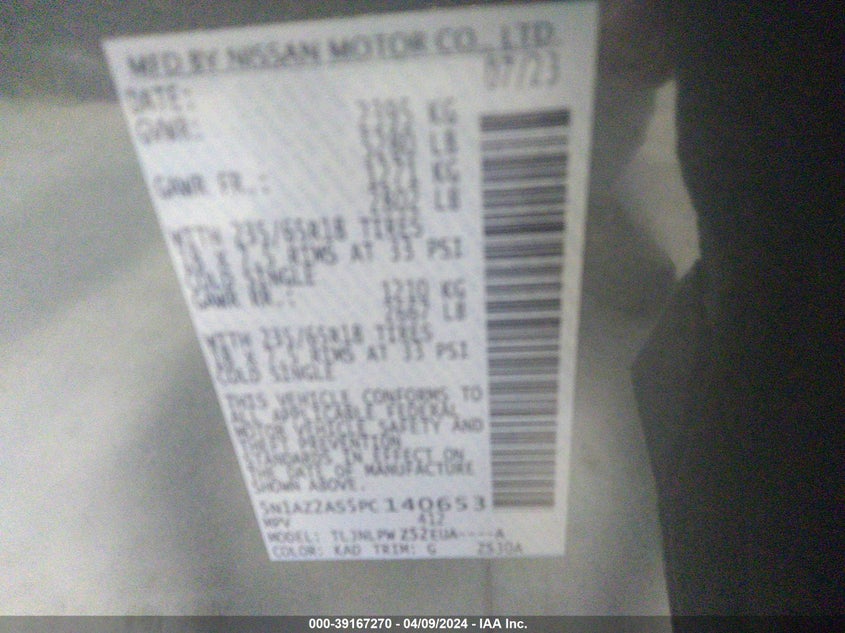 MFD BY NISSAN MOTOR CO., LTD.
DATE: 07/23
GVWR: 2395 KG
5280 LB
GAWR FR.: 1271 KG
2802 LB
WITH 235/65R18 TIRES
18 X 7.5 RIMS AT 33 PSI
COLD SINGLE
GAWR RR.: 1210 KG
2667 LB
WITH 235/65R18 TIRES
18 X 7.5 RIMS AT 33 PSI
COLD SINGLE
THIS VEHICLE CONFORMS TO
ALL APPLICABLE FEDERAL
MOTOR VEHICLE SAFETY AND
THEFT PREVENTION
STANDARDS IN EFFECT ON
THE DATE OF MANUFACTURE
SHOWN ABOVE.
5N1AZ2AS5PC140653
MPV 412
MODEL: TLJNLPW Z52EUA----A
COLOR: KAD TRIM: G Z530A
000-39167270 - 04/09/2024 - IAA Inc.